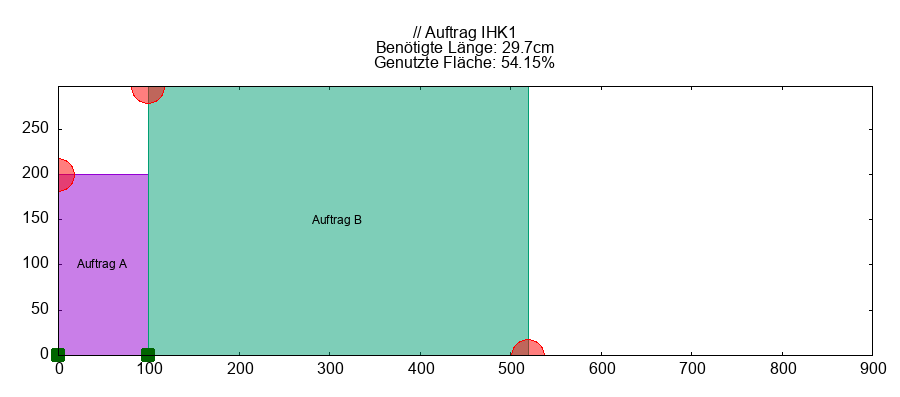 // Auftrag IHK1
Benötigte Länge: 29.7cm
Genutzte Fläche: 54.15%
250
200
150
100
50
0
Auftrag A
Auftrag B
0 100 200 300 400 500 600 700 800 900